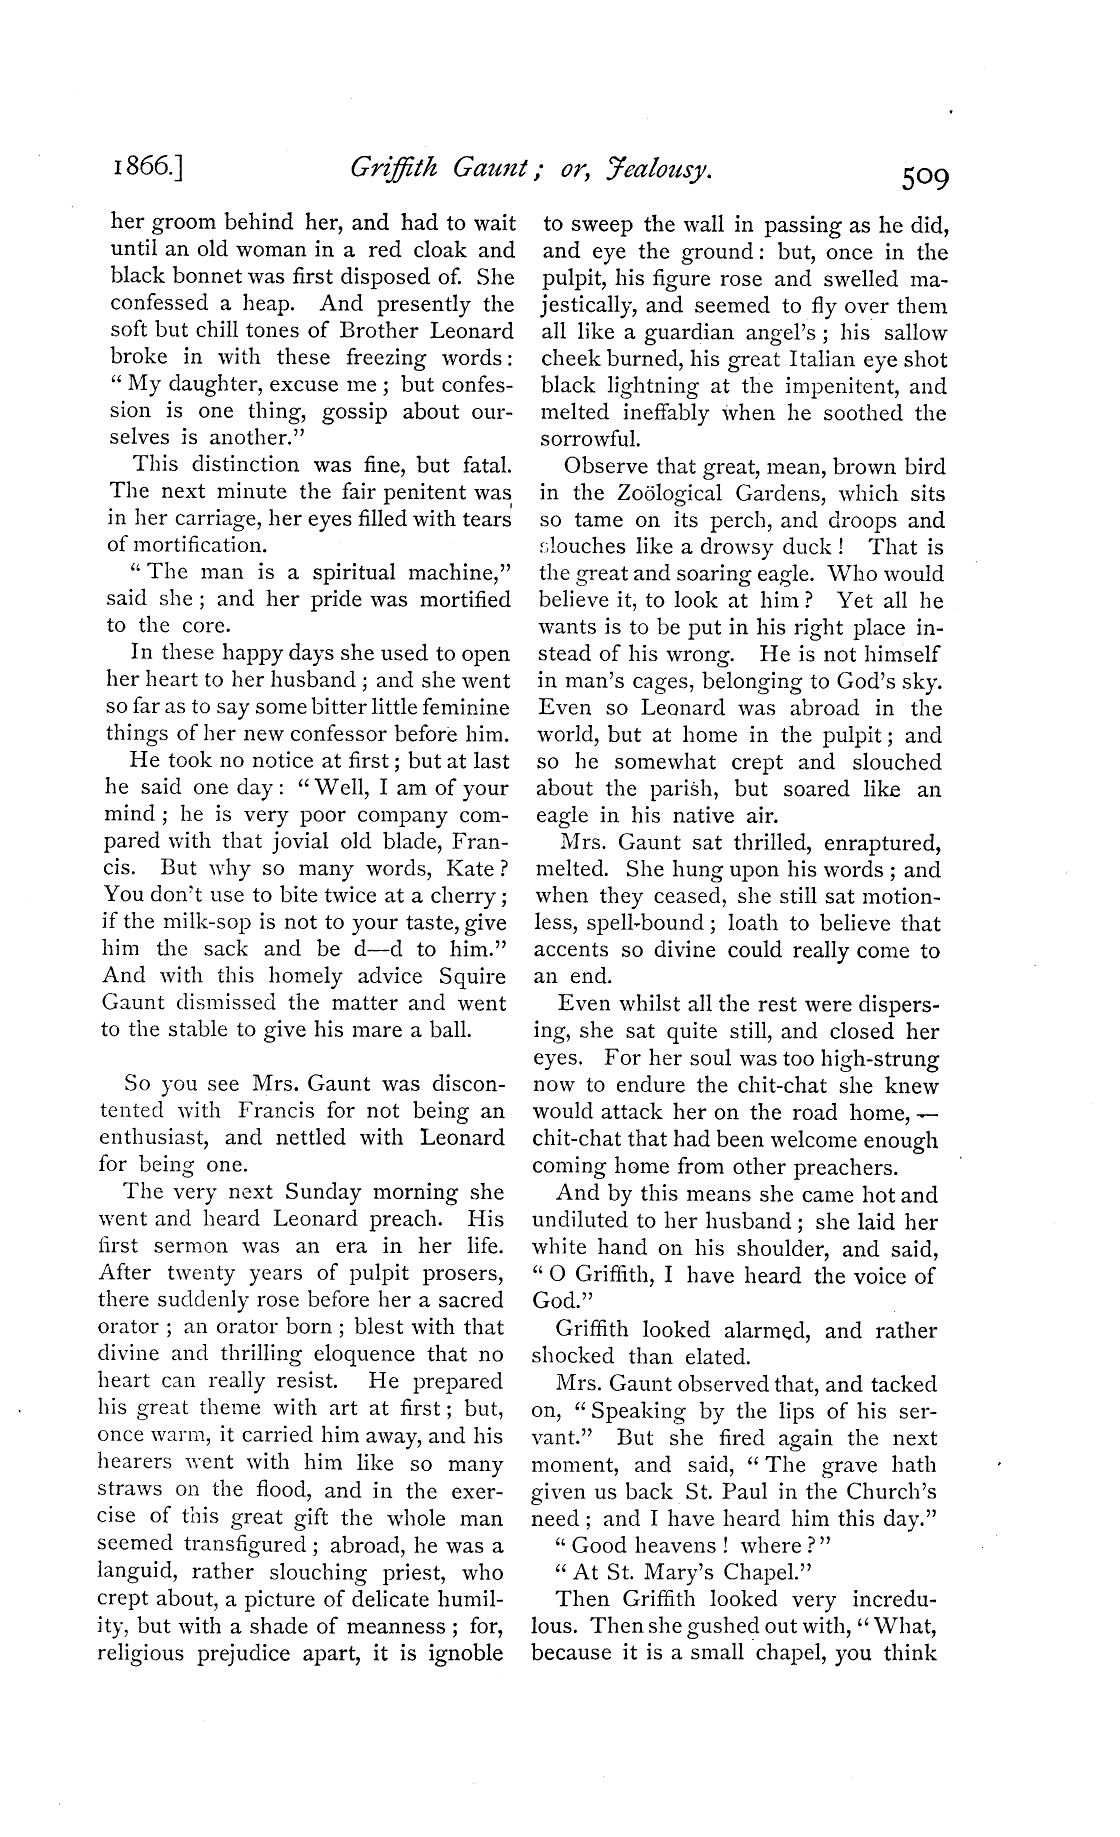 1866.]
Griffith Gaunt; or, Jealousy.
509
her groom behind her, and had to wait
until an old woman in a red cloak and
black bonnet was first disposed of. She
confessed a heap. And presently the
soft but chill tones of Brother Leonard
broke in with these freezing words:
“My daughter, excuse me; but confes-
sion is one thing, gossip about our-
selves is another.”
This distinction was fine, but fatal.
The next minute the fair penitent was
in her carriage, her eyes filled with tears
of mortification.
“The man is a spiritual machine,”
said she; and her pride was mortified
to the core.
In these happy days she used to open
her heart to her husband; and she went
so far as to say some bitter little feminine
things of her new confessor before him.
He took no notice at first; but at last
he said one day: “Well, I am of your
mind; he is very poor company com-
pared with that jovial old blade, Fran-
cis. But why so many words, Kate?
You don’t use to bite twice at a cherry;
if the milk-sop is not to your taste, give
him the sack and be d—d to him.”
And with this homely advice Squire
Gaunt dismissed the matter and went
to the stable to give his mare a ball.
So you see Mrs. Gaunt was discon-
tented with Francis for not being an
enthusiast, and nettled with Leonard
for being one.
The very next Sunday morning she
went and heard Leonard preach. His
first sermon was an era in her life.
After twenty years of pulpit prosers,
there suddenly rose before her a sacred
orator; an orator born; blest with that
divine and thrilling eloquence that no
heart can really resist. He prepared
his great theme with art at first; but,
once warm, it carried him away, and his
hearers went with him like so many
straws on the flood, and in the exer-
cise of this great gift the whole man
seemed transfigured; abroad, he was a
languid, rather slouching priest, who
crept about, a picture of delicate humil-
ity, but with a shade of meanness; for,
religious prejudice apart, it is ignoble
to sweep the wall in passing as he did,
and eye the ground: but, once in the
pulpit, his figure rose and swelled ma-
jestically, and seemed to fly over them
all like a guardian angel’s; his sallow
cheek burned, his great Italian eye shot
black lightning at the impenitent, and
melted ineffably when he soothed the
sorrowful.
Observe that great, mean, brown bird
in the Zoölogical Gardens, which sits
so tame on its perch, and droops and
slouches like a drowsy duck! That is
the great and soaring eagle. Who would
believe it, to look at him? Yet all he
wants is to be put in his right place in-
stead of his wrong. He is not himself
in man’s cages, belonging to God’s sky.
Even so Leonard was abroad in the
world, but at home in the pulpit; and
so he somewhat crept and slouched
about the parish, but soared like an
eagle in his native air.
Mrs. Gaunt sat thrilled, enraptured,
melted. She hung upon his words; and
when they ceased, she still sat motion-
less, spell-bound; loath to believe that
accents so divine could really come to
an end.
Even whilst all the rest were dispers-
ing, she sat quite still, and closed her
eyes. For her soul was too high-strung
now to endure the chit-chat she knew
would attack her on the road home,—
chit-chat that had been welcome enough
coming home from other preachers.
And by this means she came hot and
undiluted to her husband; she laid her
white hand on his shoulder, and said,
“O Griffith, I have heard the voice of
God.”
Griffith looked alarmed, and rather
shocked than elated.
Mrs. Gaunt observed that, and tacked
on, “Speaking by the lips of his ser-
vant.” But she fired again the next
moment, and said, “The grave hath
given us back St. Paul in the Church’s
need; and I have heard him this day.”
“Good heavens! where?”
“At St. Mary’s Chapel.”
Then Griffith looked very incredu-
lous. Then she gushed out with, “What,
because it is a small chapel, you think